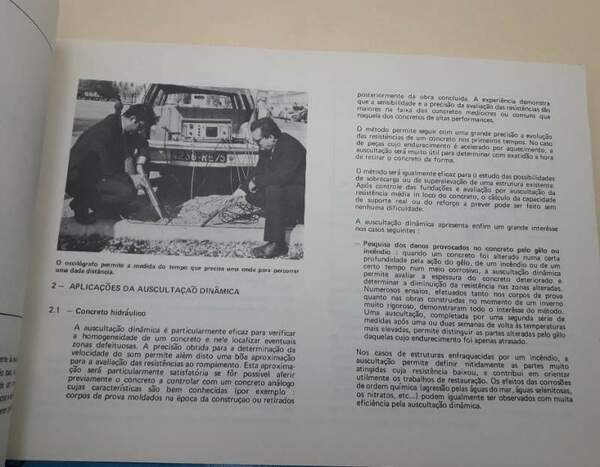 4236-RE75
O oscilógrafo permite a medida do tempo que precisa uma onda para percorrer
uma dada distância.
2 — APLICAÇÕES DA AUSCULTAÇÃO DINÂMICA
2.1 — Concreto hidráulico
A auscultação dinâmica é particularmente eficaz para verificar
a homogeneidade de um concreto e nele localizar eventuais
zonas defeituosas. A precisão obtida para a determinação da
velocidade do som permite além disto uma bôa aproximação
para a avaliação das resistências ao rompimento. Esta aproxima-
ção será particularmente satisfatória se fôr possível aferir
previamente o concreto a controlar com um concreto análogo
cujas características são bem conhecidas (por exemplo :
corpos de prova moldados na época da construçao ou retirados
posteriormente da obra concluída. A experiência demonstra
que a sensibilidade e a precisão da avaliação das resistências são
maiores na faixa dos concretos medíocres ou comuns que
naquela dos concretos de altas performances.
O método permite seguir com uma grande precisão a evolução
das resistências de um concreto nos primeiros tempos. No caso
de peças cujo endurecimento é acelerado por aquecimento, a
auscultação será muito útil para determinar com exatidão a hora
de retirar o concreto da forma.
O método será igualmente eficaz para o estudo das possibilidades
de sobrecarga ou de superelevação de uma estrutura existente.
Após controle das fundações e avaliação por auscultação da
resistência média in loco do concreto, o cálculo da capacidade
de suporte real ou do reforço a prever pode ser feito sem
nenhuma dificuldade.
A auscultação dinâmica apresenta enfim um grande interêsse
nos casos seguintes :
— Pesquisa dos danos provocados no concreto pelo gêlo ou
incêndio : quando um concreto foi alterado numa certa
profundidade pela ação do gêlo, de um incêndio ou de um
certo tempo num meio corrosivo, a auscultação dinâmica
permite avaliar a espessura do concreto deteriorado e
determinar a diminuição da resistência nas zonas alteradas.
Numerosos ensaios, efetuados tanto nos corpos de prova
quanto nas obras construídas no momento de um inverno
muito rigoroso, demonstraram todo o interêsse do método.
Uma auscultação, completada por uma segunda série de
medidas após uma ou duas semanas de volta às temperaturas
mais elevadas, permite distinguir as partes alteradas pelo gêlo
daquelas cujo endurecimento foi apenas atrasado.
Nos casos de estruturas enfraquecidas por um incêndio, a
auscultação permite definir nitidamente as partes muito
atingidas cuja resistência baixou, e contribui em orientar
utilmente os trabalhos de restauração. Os efeitos das corrosões
de ordem química (agressão pelas águas do mar, águas selenitosas,
os nitratos, etc...) podem igualmente ser observados com muita
eficiência pela auscultação dinâmica.